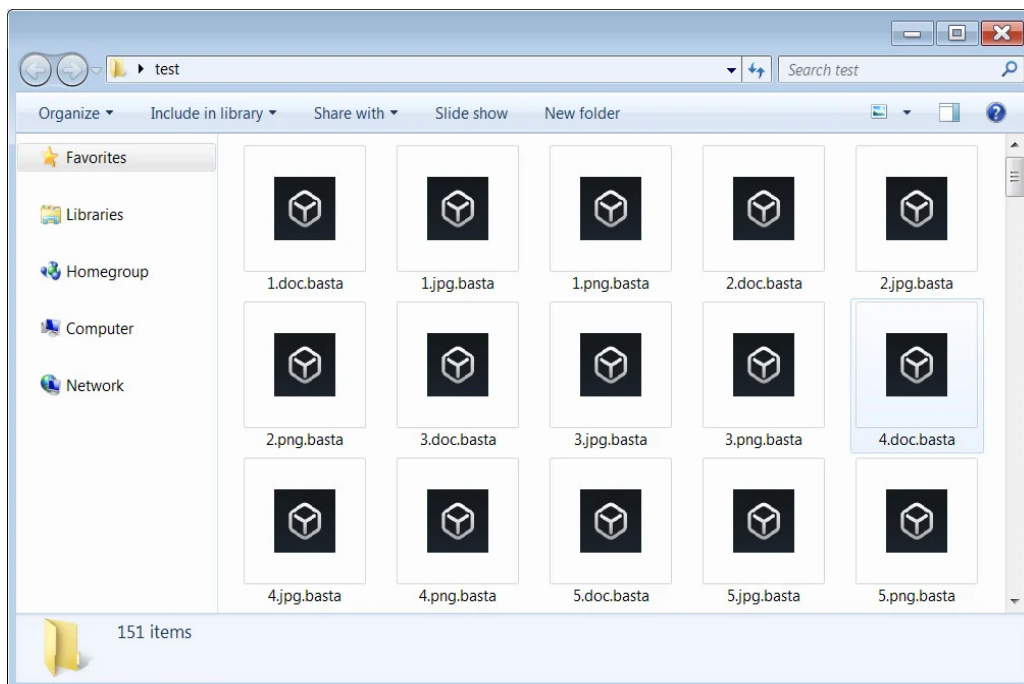 test
Search test
Organize
Include in library
Share with
Slide show
New folder
Favorites
Libraries
Homegroup
Computer
Network
1.doc.basta
1.jpg.basta
1.png.basta
2.doc.basta
2.jpg.basta
2.png.basta
3.doc.basta
3.jpg.basta
3.png.basta
4.doc.basta
4.jpg.basta
4.png.basta
5.doc.basta
5.jpg.basta
5.png.basta
151 items